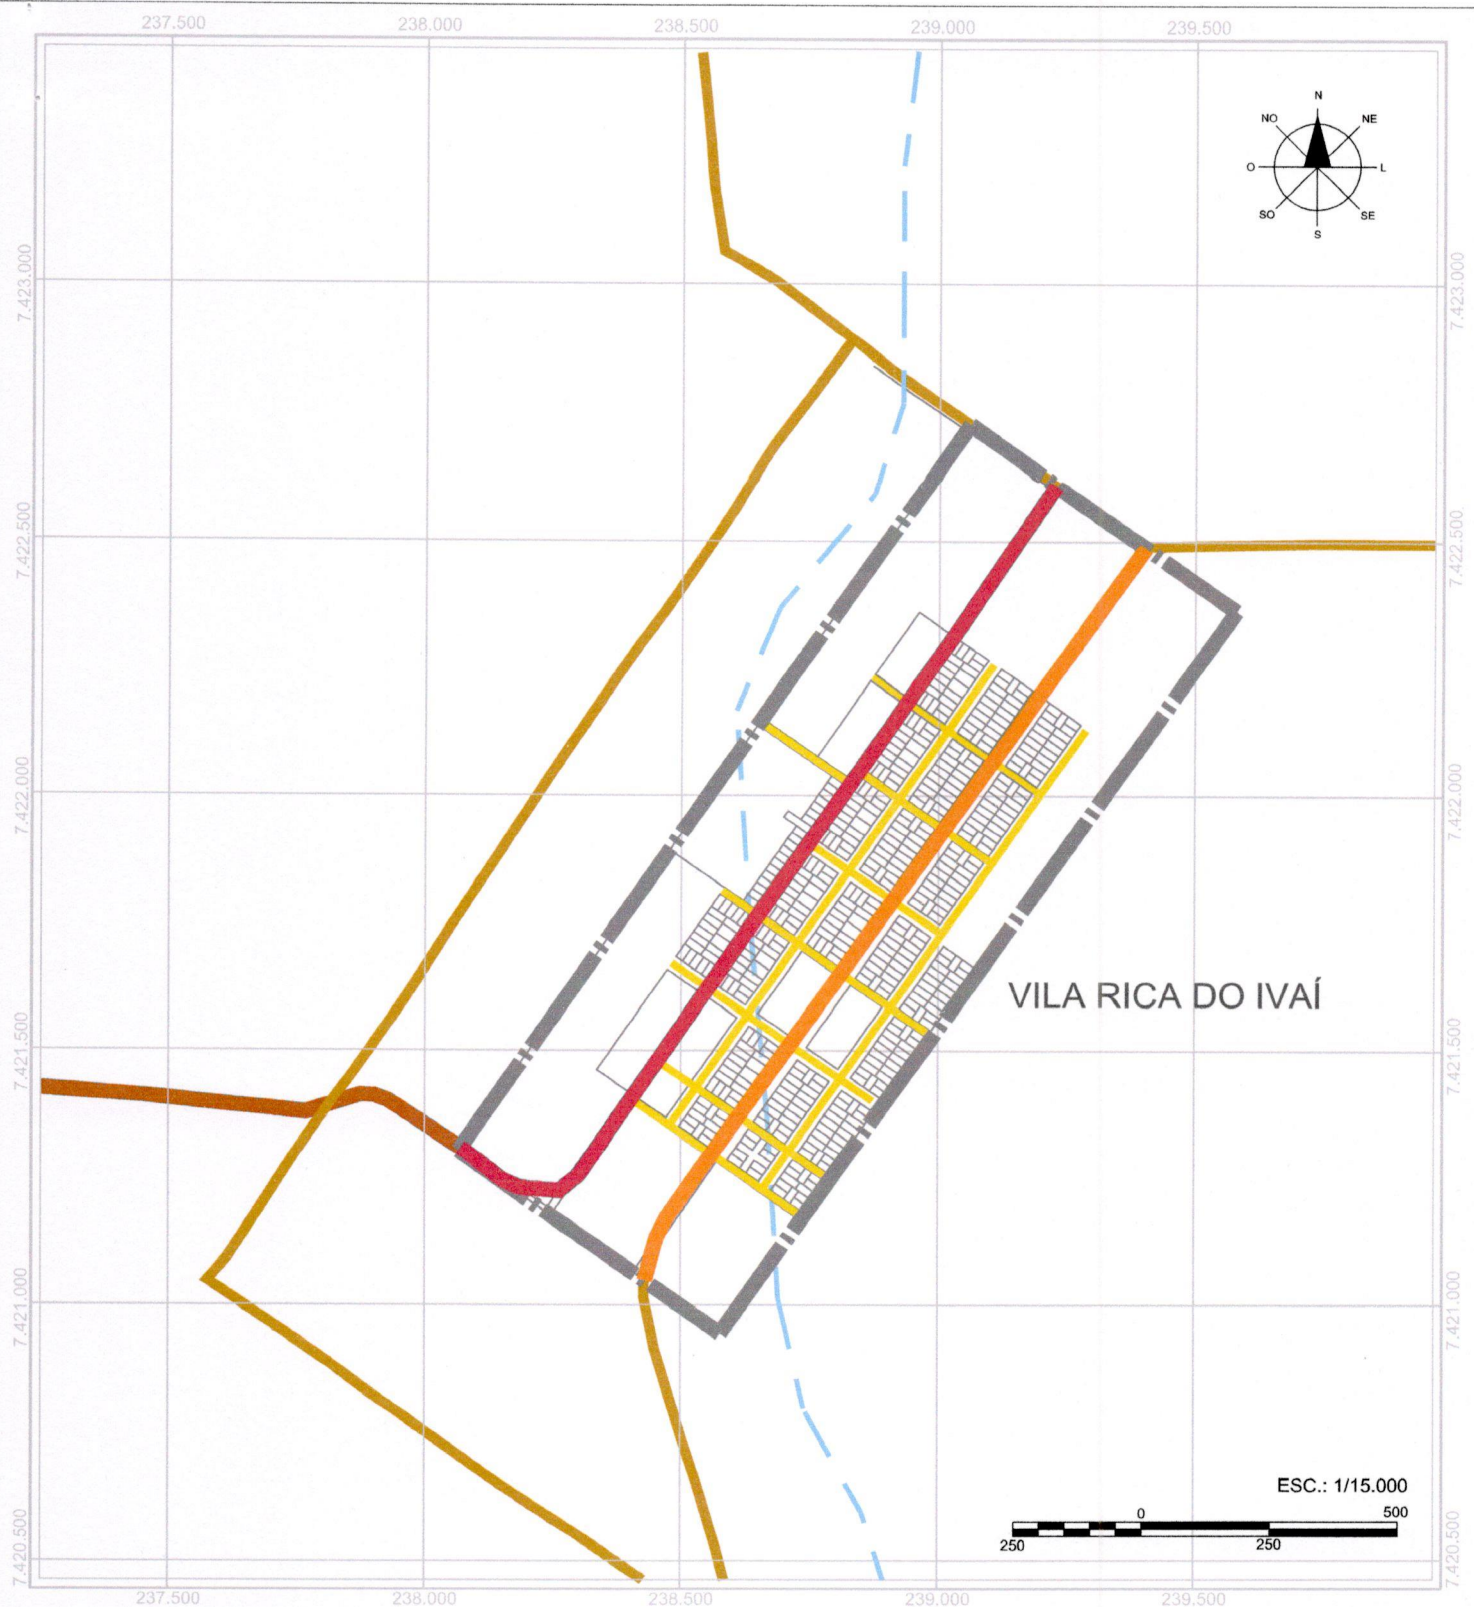 237.500 238.000 238.500 239.000 239.500
N
NO NE
O L
SO SE
S
7.423.000 7.423.000
7.422.500 7.422.500
7.422.000 7.422.000
VILA RICA DO IVAÍ
7.421.500 7.421.500
7.421.000 7.421.000
ESC.: 1/15.000
0 500
250 250
7.420.500 7.420.500
237.500 238.000 238.500 239.000 239.500